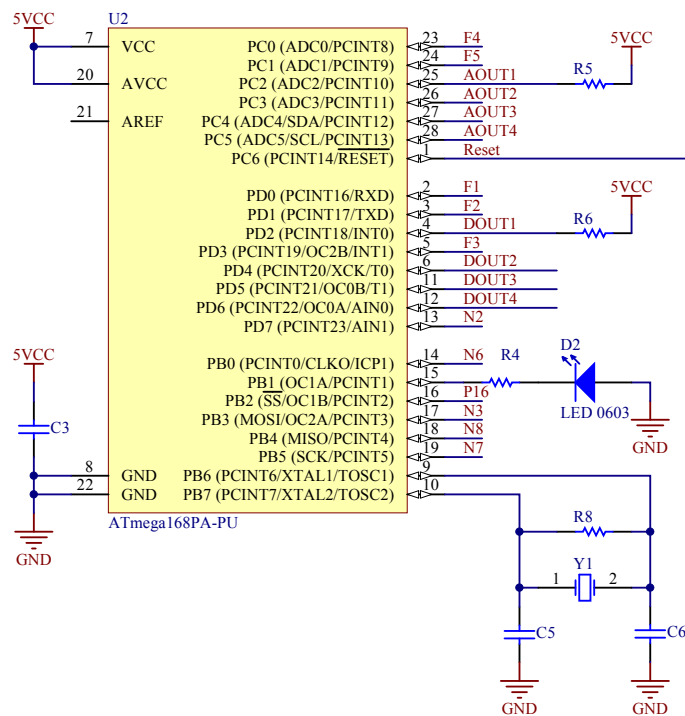 5VCC
U2
7 VCC
20 AVCC
21 AREF
PC0 (ADC0/PCINT8) 23 F4
PC1 (ADC1/PCINT9) 24 F5
PC2 (ADC2/PCINT10) 25 AOUT1
PC3 (ADC3/PCINT11) 26 AOUT2
PC4 (ADC4/SDA/PCINT12) 27 AOUT3
PC5 (ADC5/SCL/PCINT13) 28 AOUT4
PC6 (PCINT14/RESET) 1 Reset
R5
5VCC
PD0 (PCINT16/RXD) 2 F1
PD1 (PCINT17/TXD) 3 F2
PD2 (PCINT18/INT0) 4 DOUT1
PD3 (PCINT19/OC2B/INT1) 5 F3
PD4 (PCINT20/XCK/T0) 6 DOUT2
PD5 (PCINT21/OC0B/T1) 11 DOUT3
PD6 (PCINT22/OC0A/AIN0) 12 DOUT4
PD7 (PCINT23/AIN1) 13 N2
R6
5VCC
PB0 (PCINT0/CLKO/ICP1) 14 N6
PB1 (OC1A/PCINT1) 15
PB2 (SS/OC1B/PCINT2) 16 P16
PB3 (MOSI/OC2A/PCINT3) 17 N3
PB4 (MISO/PCINT4) 18 N8
PB5 (SCK/PCINT5) 19 N7
PB6 (PCINT6/XTAL1/TOSC1) 9
PB7 (PCINT7/XTAL2/TOSC2) 10
R4
D2
LED 0603
GND
5VCC
C3
8 GND
22 GND
GND
ATmega168PA-PU
R8
Y1
1 2
C5
C6
GND
GND